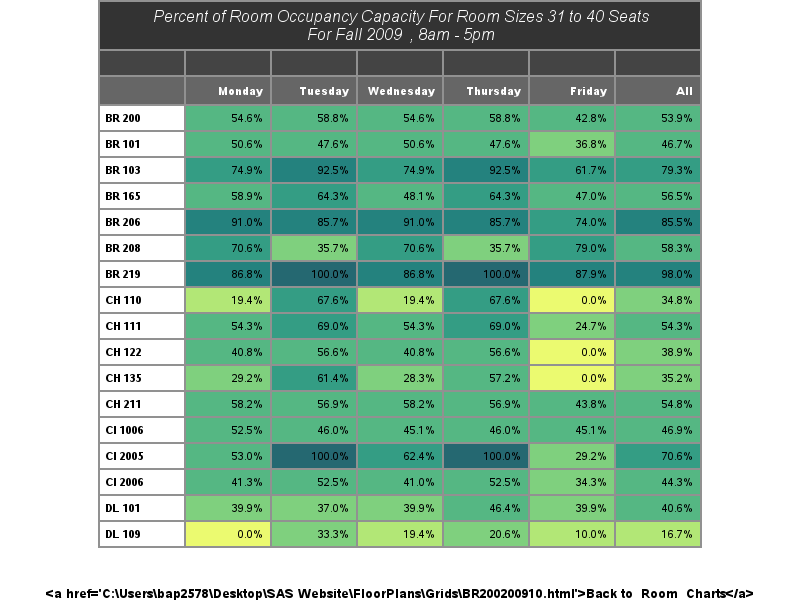 Percent of Room Occupancy Capacity For Room Sizes 31 to 40 Seats
For Fall 2009 , 8am - 5pm
Monday Tuesday Wednesday Thursday Friday All
BR 200 54.6% 58.8% 54.6% 58.8% 42.8% 53.9%
BR 101 50.6% 47.6% 50.6% 47.6% 36.8% 46.7%
BR 103 74.9% 92.5% 74.9% 92.5% 61.7% 79.3%
BR 165 58.9% 64.3% 48.1% 64.3% 47.0% 56.5%
BR 206 91.0% 85.7% 91.0% 85.7% 74.0% 85.5%
BR 208 70.6% 35.7% 70.6% 35.7% 79.0% 58.3%
BR 219 86.8% 100.0% 86.8% 100.0% 87.9% 98.0%
CH 110 19.4% 67.6% 19.4% 67.6% 0.0% 34.8%
CH 111 54.3% 69.0% 54.3% 69.0% 24.7% 54.3%
CH 122 40.8% 56.6% 40.8% 56.6% 0.0% 38.9%
CH 135 29.2% 61.4% 28.3% 57.2% 0.0% 35.2%
CH 211 58.2% 56.9% 58.2% 56.9% 43.8% 54.8%
CI 1006 52.5% 46.0% 45.1% 46.0% 45.1% 46.9%
CI 2005 53.0% 100.0% 62.4% 100.0% 29.2% 70.6%
CI 2006 41.3% 52.5% 41.0% 52.5% 34.3% 44.3%
DL 101 39.9% 37.0% 39.9% 46.4% 39.9% 40.6%
DL 109 0.0% 33.3% 19.4% 20.6% 10.0% 16.7%
<a href='C:\Users\bap2578\Desktop\SAS Website\FloorPlans\Grids\BR200200910.html'>Back to Room Charts</a>